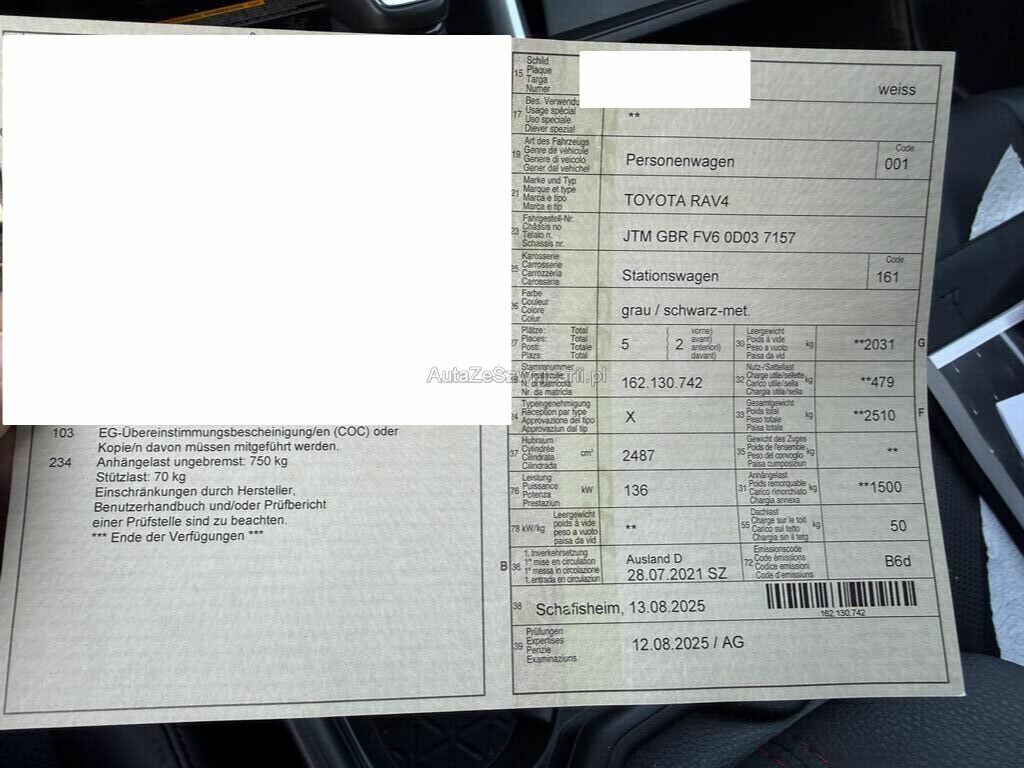 103 EG-Übereinstimmungsbescheinigung/en (COC) oder
Kopie/n davon müssen mitgeführt werden.
234 Anhängelast ungebremst: 750 kg
Stützlast: 70 kg
Einschränkungen durch Hersteller,
Benutzerhandbuch und/oder Prüfbericht
einer Prüfstelle sind zu beachten.
*** Ende der Verfügungen ***
15 Schild
Plaque
Targa
Numer
weiss
17 Bes. Verwendu
Usage spécial
Uso speciale
Diever spezial
**
19 Art des Fahrzeugs
Genre de véhicule
Genere di veicolo
Gener dal vehichel
Personenwagen
Code
001
21 Marke und Typ
Marque et type
Marca e tipo
Marca e tip
TOYOTA RAV4
23 Fahrgestell-Nr.
Châssis no
Telaio n.
Schassis nr.
JTM GBR FV6 0D03 7157
25 Karosserie
Carrosserie
Carrozzeria
Carossaria
Stationswagen
Code
161
26 Farbe
Couleur
Colore
Colur
grau / schwarz-met.
27 Plätze: Total
Places: Total
Posti: Totale
Plazs: Total
5 ( 2 vorne)
avant)
anteriori)
davant)
30 Leergewicht
Poids à vide
Peso a vuoto
Paisa da vid
kg
**2031
G
Stammnummer
N. di matricola
Nr. da matricla
162.130.742
32 Nutz-/Sattellast
Charge utile/sellette
Carico utile/sella
Chargia utila/sella
kg
**479
AutaZeSzwajcarii.pl
24 Typengenehmigung
Réception par type
Approvazione del tipo
Approvaziun dal tip
X
33 Gesamtgewicht
Poids total
Peso totale
Paisa totala
kg
**2510
F
37 Hubraum
Cylindrée
Cilindrata
Cilindrada
cm³
2487
35 Gewicht des Zuges
Poids de l'ensemble
Peso del convoglio
Paisa cumposiziun
kg
**
76 Leistung
Puissance
Potenza
Prestaziun
kW
136
31 Anhängelast
Poids remorquable
Carico rimorchiato
Chargia annexa
kg
**1500
78 kW/kg Leergewicht
poids à vide
peso a vuoto
paisa da vid
**
55 Dachlast
Charge sur le toit
Carico sul tetto
Chargia sin il tetg
kg
50
B 36 1. Inverkehrsetzung
1re mise en circulation
1a messa in circolazione
1. entrada en circulaziun
Ausland D
28.07.2021 SZ
72 Emissionscode
Code émissions
Codice emissioni
Code d'emissiuns
B6d
38 Schafisheim, 13.08.2025
162.130.742
39 Prüfungen
Expertises
Perizie
Examinaziuns
12.08.2025 / AG